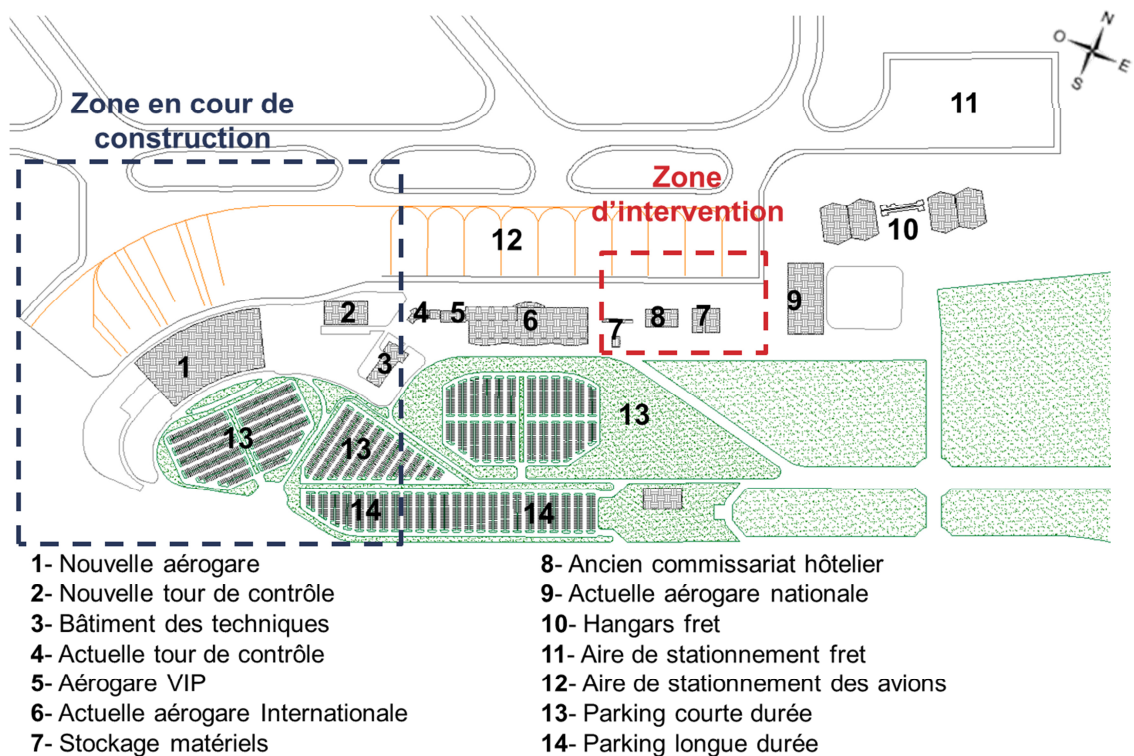 N
O
E
S
Zone en cour de
construction
11
Zone
d'intervention
12
10
2
4
5
6
7
8
7
9
1
3
13
13
13
14
14
1- Nouvelle aérogare
2- Nouvelle tour de contrôle
3- Bâtiment des techniques
4- Actuelle tour de contrôle
5- Aérogare VIP
6- Actuelle aérogare Internationale
7- Stockage matériels
8- Ancien commissariat hôtelier
9- Actuelle aérogare nationale
10- Hangars fret
11- Aire de stationnement fret
12- Aire de stationnement des avions
13- Parking courte durée
14- Parking longue durée